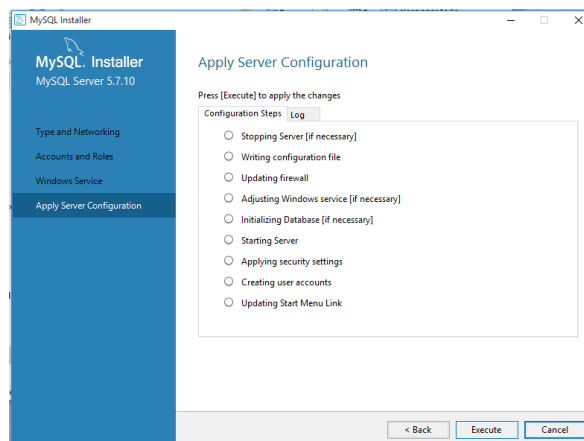 MySQL Installer
MySQL. Installer
MySQL Server 5.7.10
Type and Networking
Accounts and Roles
Windows Service
Apply Server Configuration
Apply Server Configuration
Press [Execute] to apply the changes
Configuration Steps Log
Stopping Server [if necessary]
Writing configuration file
Updating firewall
Adjusting Windows service [if necessary]
Initializing Database [if necessary]
Starting Server
Applying security settings
Creating user accounts
Updating Start Menu Link
< Back Execute Cancel